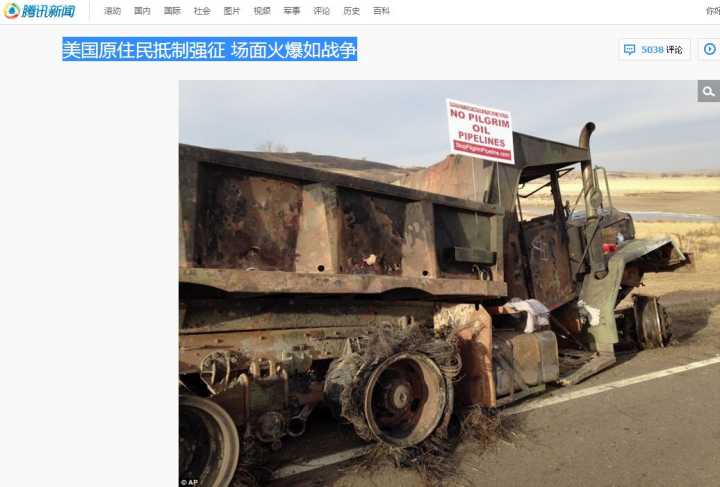 腾讯新闻
滚动 国内 国际 社会 图片 视频 军事 评论 历史 百科
你好
美国原住民抵制强征 场面火爆如战争
5038 评论
NO PILGRIM
OIL
PIPELINES
StopPilgrimPipeline.com
© AP